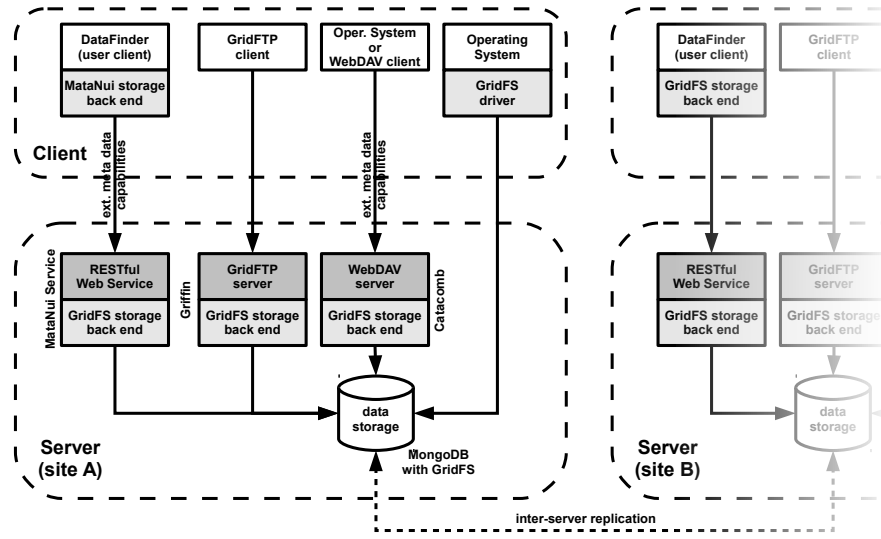 DataFinder
(user client)
MataNui storage
back end
GridFTP
client
Oper. System
or
WebDAV client
Operating
System
GridFS
driver
DataFinder
(user client)
GridFS storage
back end
GridFTP
client
Client
ext. meta data
capabilities
ext. meta data
capabilities
MataNui Service
RESTful
Web Service
GridFS storage
back end
Griffin
GridFTP
server
GridFS storage
back end
WebDAV
server
GridFS storage
back end
Catacomb
RESTful
Web Service
GridFS storage
back end
GridFTP
server
GridFS storage
back end
data
storage
data
storage
Server
(site A)
MongoDB
with GridFS
Server
(site B)
inter-server replication